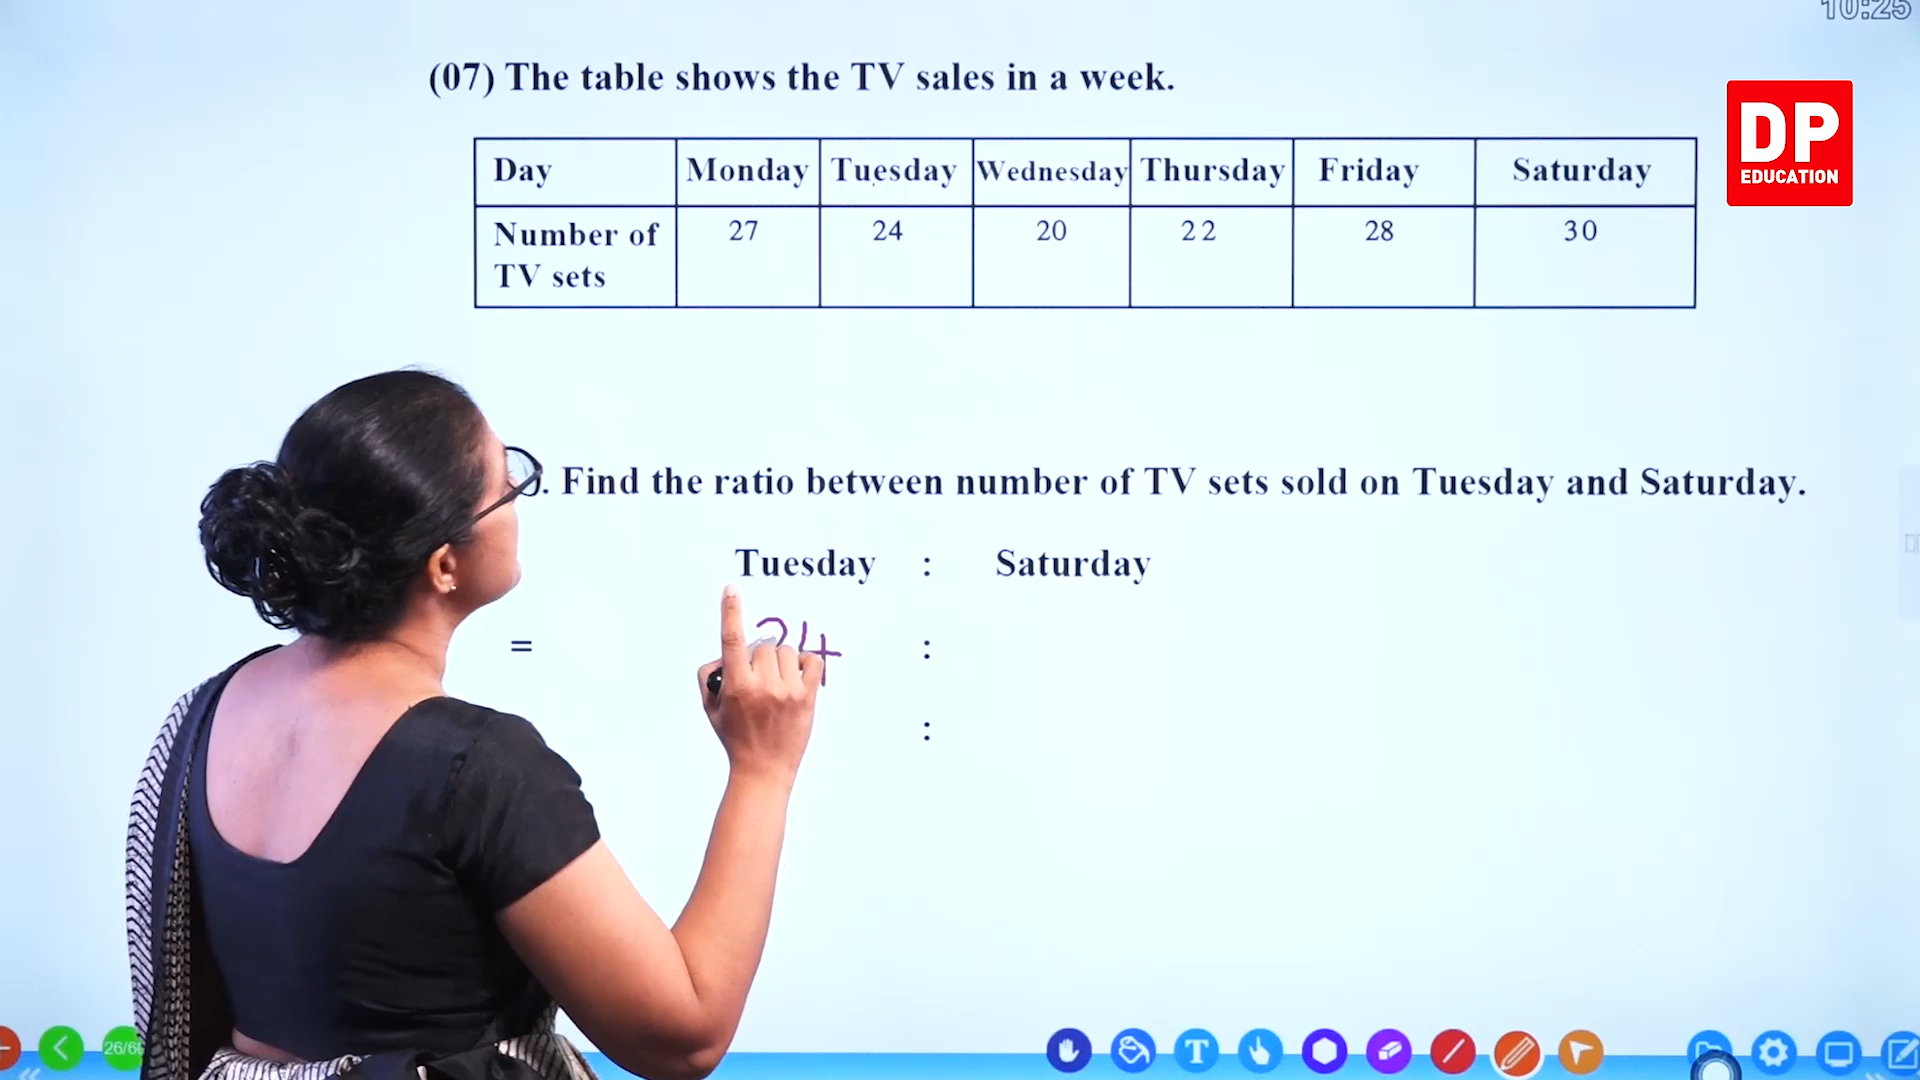 10:25
(07) The table shows the TV sales in a week.
DP
EDUCATION
Day Monday Tuesday Wednesday Thursday Friday Saturday
Number of TV sets 27 24 20 22 28 30
. Find the ratio between number of TV sets sold on Tuesday and Saturday.
Tuesday : Saturday
= 24 :
:
26/60
T